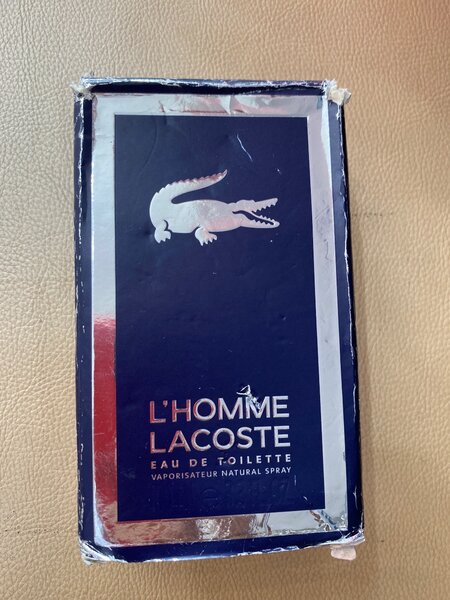 L'HOMME
LACOSTE
EAU DE TOILETTE
VAPORISATEUR NATURAL SPRAY